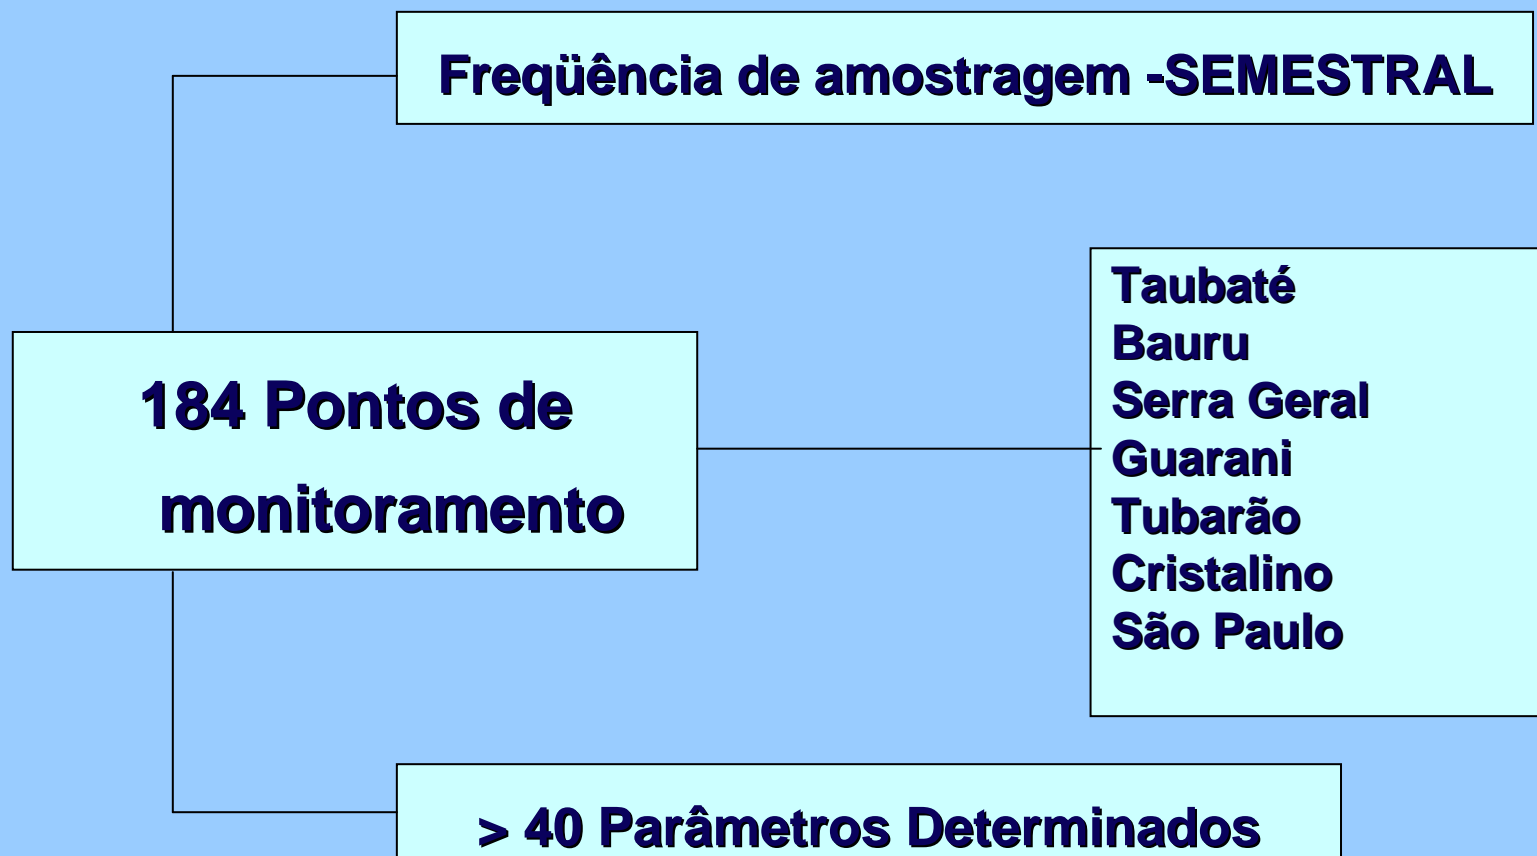 Freqüência de amostragem -SEMESTRAL
184 Pontos de
monitoramento
Taubaté
Bauru
Serra Geral
Guarani
Tubarão
Cristalino
São Paulo
> 40 Parâmetros Determinados